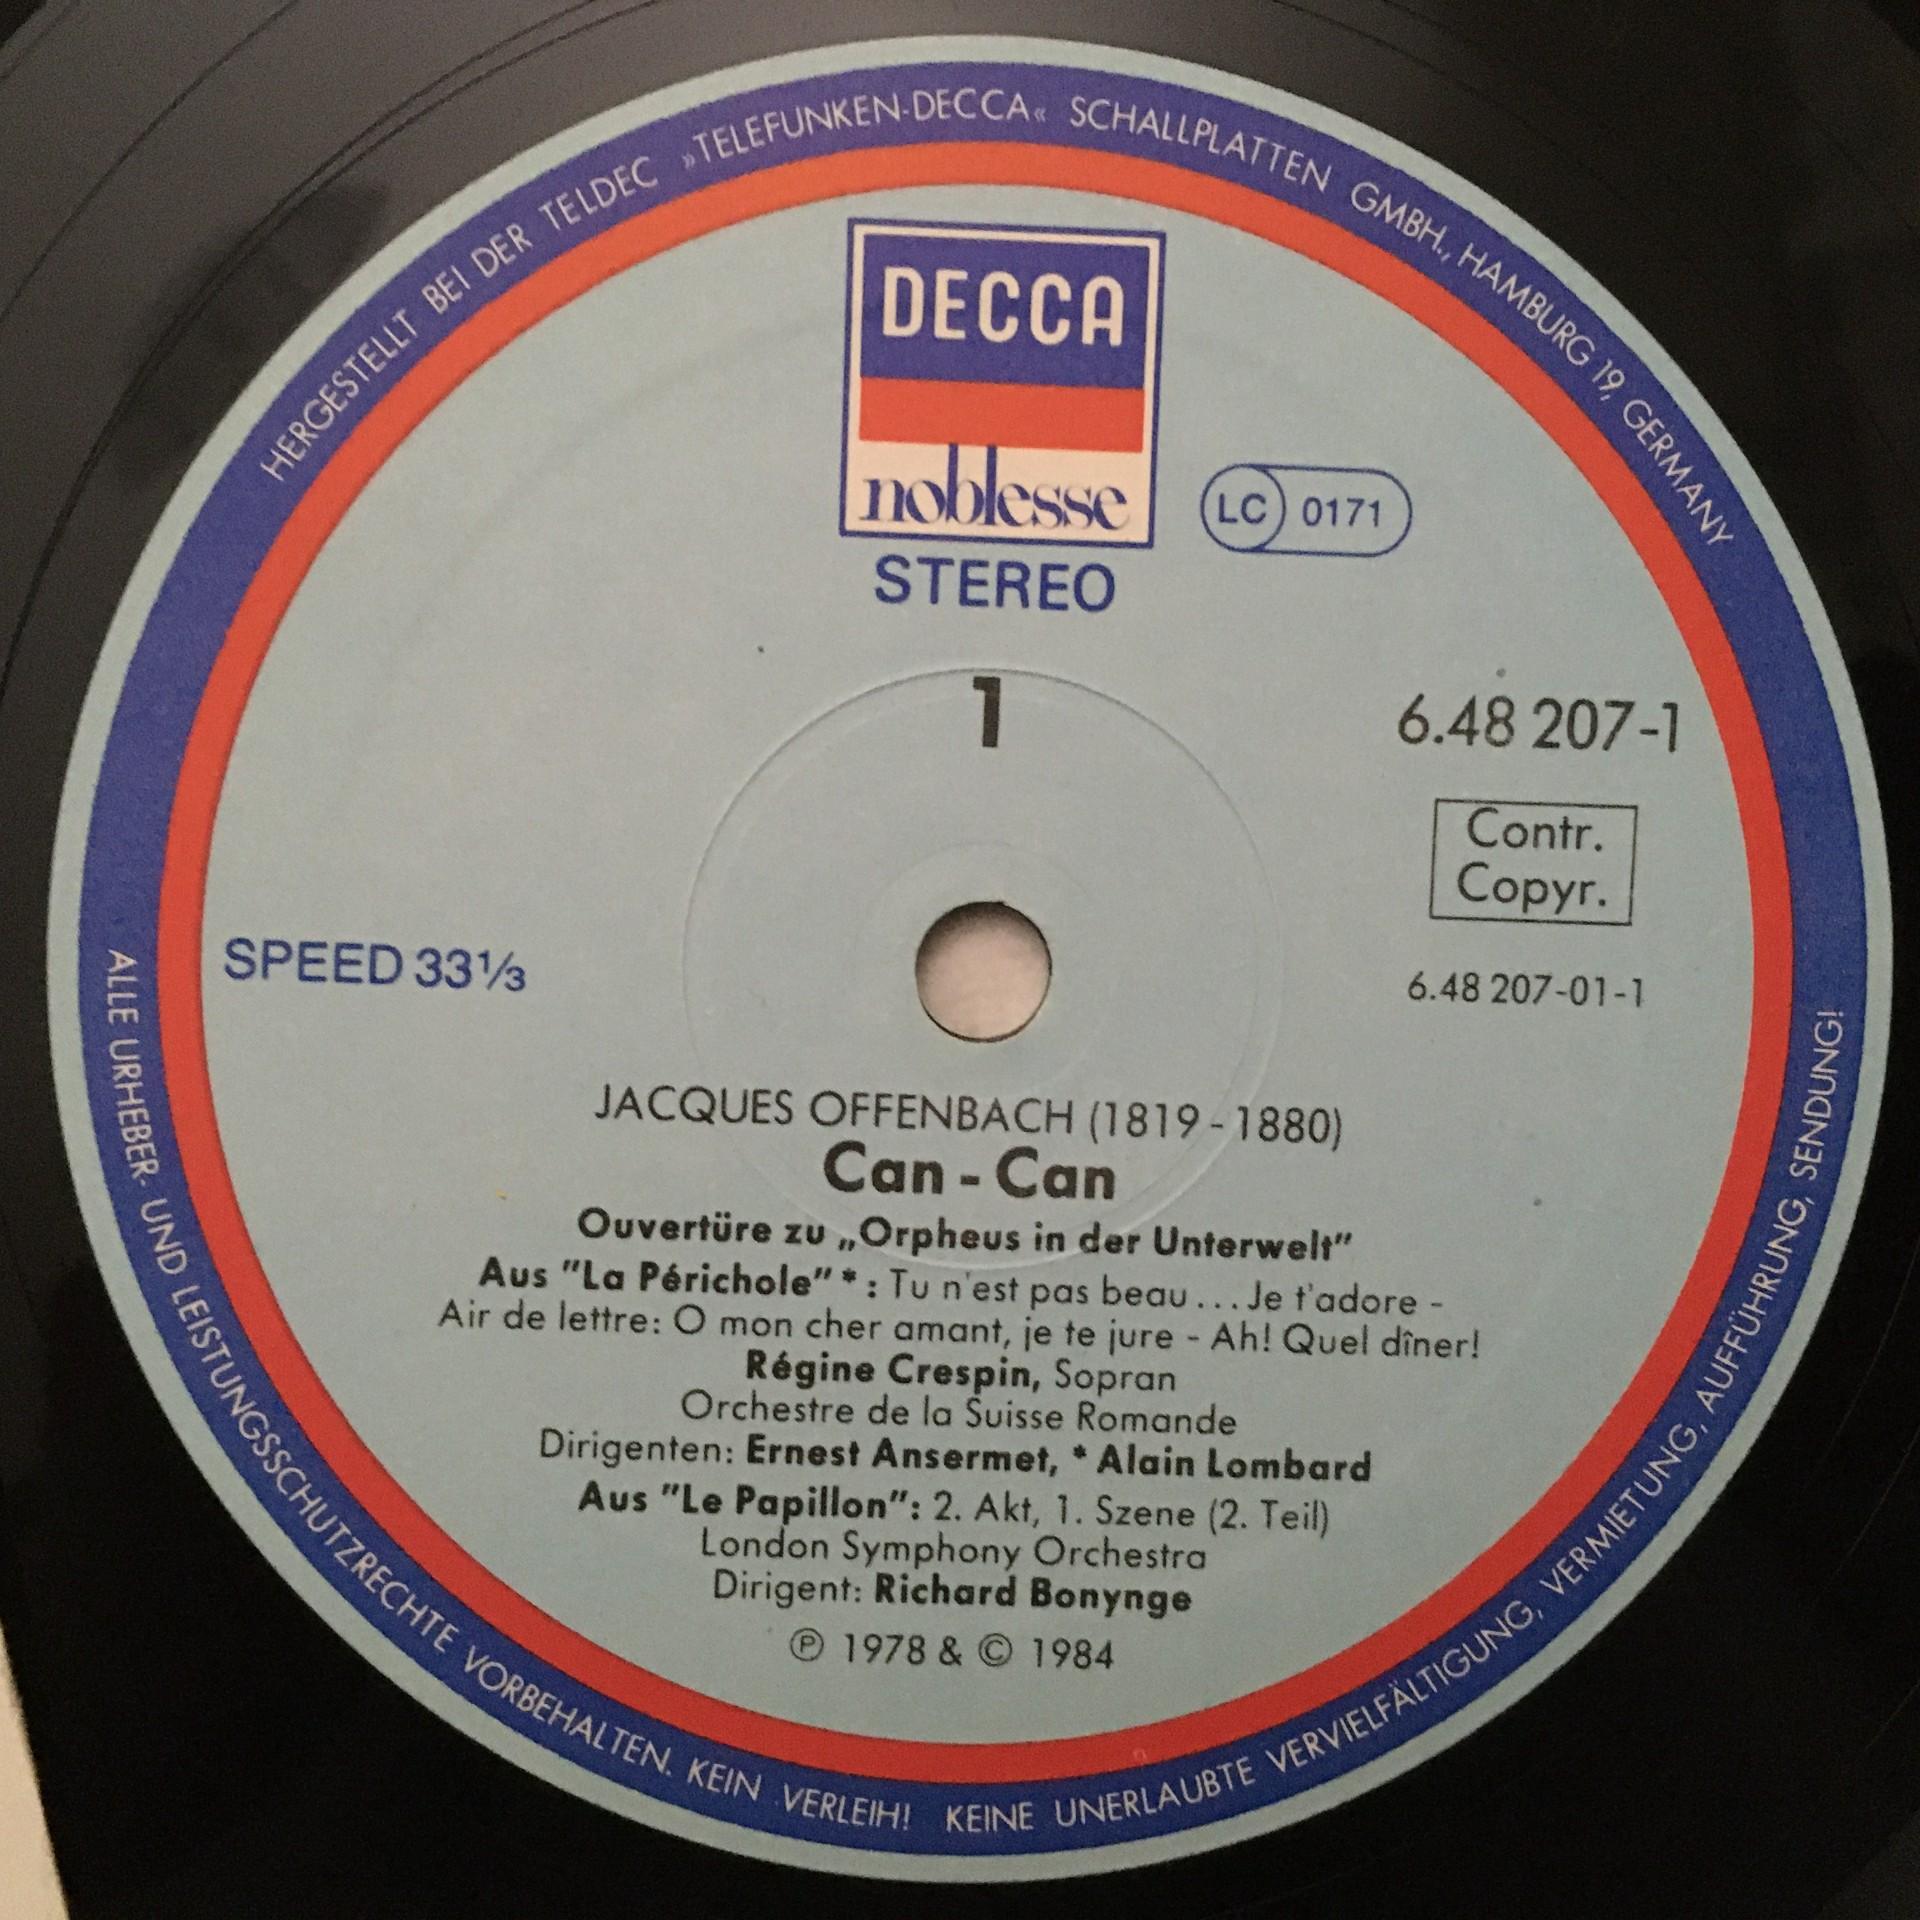 HERGESTELLT BEI DER TELDEC »TELEFUNKEN-DECCA« SCHALLPLATTEN GMBH., HAMBURG 19, GERMANY
DECCA
noblesse
LC 0171
STEREO
1
6.48 207-1
Contr.
Copyr.
SPEED 33⅓
6.48 207-01-1
JACQUES OFFENBACH (1819 - 1880)
Can - Can
Ouvertüre zu „Orpheus in der Unterwelt”
Aus "La Périchole" * : Tu n'est pas beau ... Je t'adore -
Air de lettre: O mon cher amant, je te jure - Ah! Quel dîner!
Régine Crespin, Sopran
Orchestre de la Suisse Romande
Dirigenten: Ernest Ansermet, * Alain Lombard
Aus "Le Papillon": 2. Akt, 1. Szene (2. Teil)
London Symphony Orchestra
Dirigent: Richard Bonynge
℗ 1978 & © 1984
ALLE URHEBER- UND LEISTUNGSSCHUTZRECHTE VORBEHALTEN. KEIN VERLEIH! KEINE UNERLAUBTE VERVIELFÄLTIGUNG, VERMIETUNG, AUFFÜHRUNG, SENDUNG!